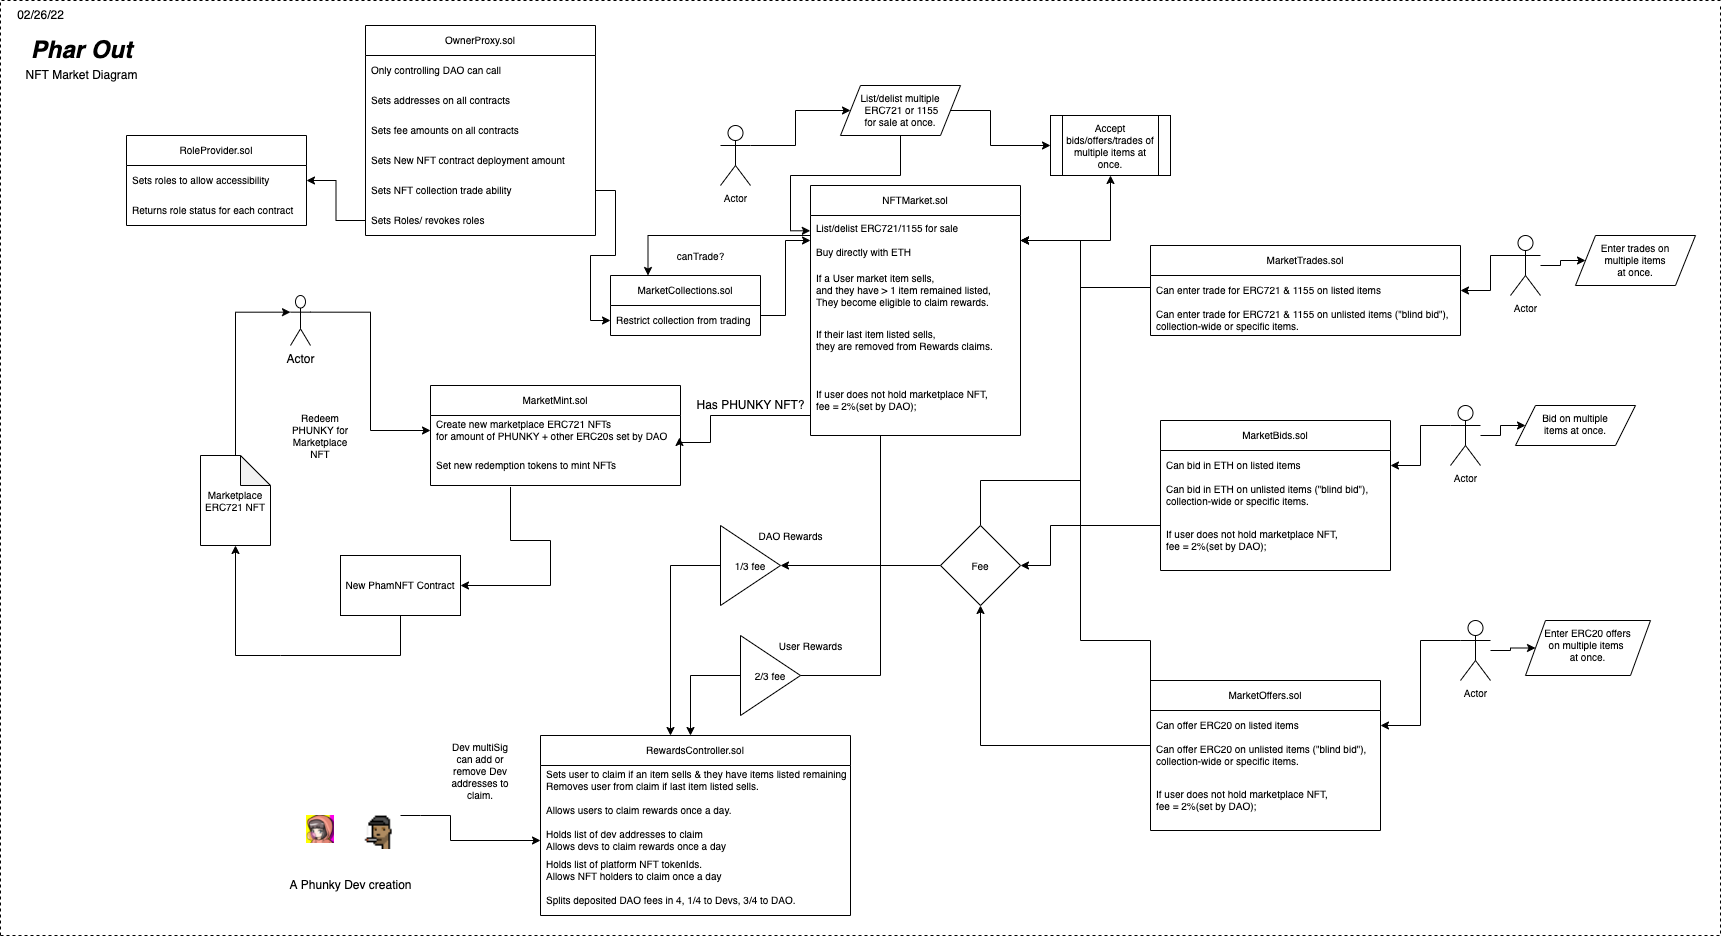 02/26/22
Phar Out
NFT Market Diagram
OwnerProxy.sol
Only controlling DAO can call
Sets addresses on all contracts
Sets fee amounts on all contracts
Sets New NFT contract deployment amount
Sets NFT collection trade ability
Sets Roles/ revokes roles
RoleProvider.sol
Sets roles to allow accessibility
Returns role status for each contract
List/delist multiple
ERC721 or 1155
for sale at once.
Actor
Accept
bids/offers/trades of
multiple items at
once.
NFTMarket.sol
List/delist ERC721/1155 for sale
Buy directly with ETH
If a User market item sells,
and they have > 1 item remained listed,
They become eligible to claim rewards.
If their last item listed sells,
they are removed from Rewards claims.
If user does not hold marketplace NFT,
fee = 2%(set by DAO);
canTrade?
MarketCollections.sol
Restrict collection from trading
MarketTrades.sol
Can enter trade for ERC721 & 1155 on listed items
Can enter trade for ERC721 & 1155 on unlisted items ("blind bid"),
collection-wide or specific items.
Actor
Enter trades on
multiple items
at once.
Actor
Redeem
PHUNKY for
Marketplace
NFT
MarketMint.sol
Create new marketplace ERC721 NFTs
for amount of PHUNKY + other ERC20s set by DAO
Set new redemption tokens to mint NFTs
Has PHUNKY NFT?
MarketBids.sol
Can bid in ETH on listed items
Can bid in ETH on unlisted items ("blind bid"),
collection-wide or specific items.
If user does not hold marketplace NFT,
fee = 2%(set by DAO);
Actor
Bid on multiple
items at once.
Marketplace
ERC721 NFT
New PhamNFT Contract
DAO Rewards
1/3 fee
Fee
User Rewards
2/3 fee
MarketOffers.sol
Can offer ERC20 on listed items
Can offer ERC20 on unlisted items ("blind bid"),
collection-wide or specific items.
If user does not hold marketplace NFT,
fee = 2%(set by DAO);
Actor
Enter ERC20 offers
on multiple items
at once.
Dev multiSig
can add or
remove Dev
addresses to
claim.
RewardsController.sol
Sets user to claim if an item sells & they have items listed remaining
Removes user from claim if last item listed sells.
Allows users to claim rewards once a day.
Holds list of dev addresses to claim
Allows devs to claim rewards once a day
Holds list of platform NFT tokenIds.
Allows NFT holders to claim once a day
Splits deposited DAO fees in 4, 1/4 to Devs, 3/4 to DAO.
A Phunky Dev creation